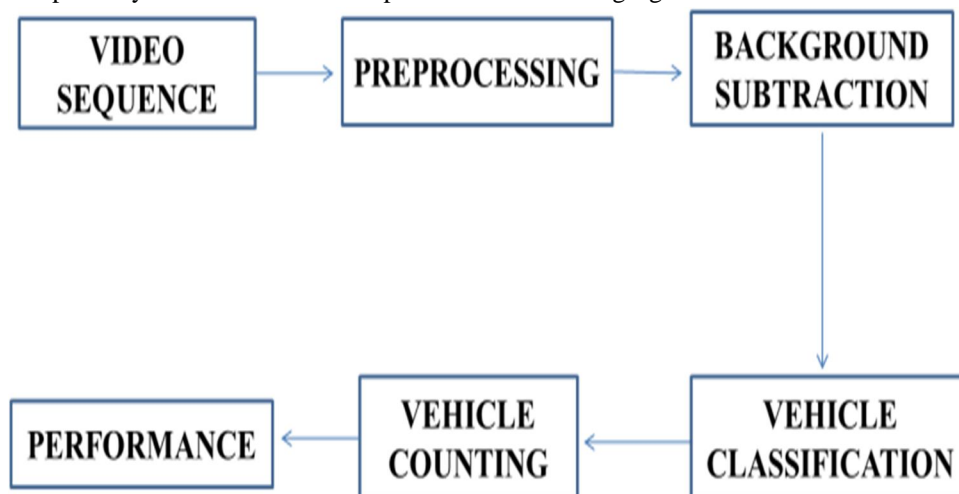 VIDEO
SEQUENCE
PREPROCESSING
BACKGROUND
SUBTRACTION
VEHICLE
CLASSIFICATION
VEHICLE
COUNTING
PERFORMANCE